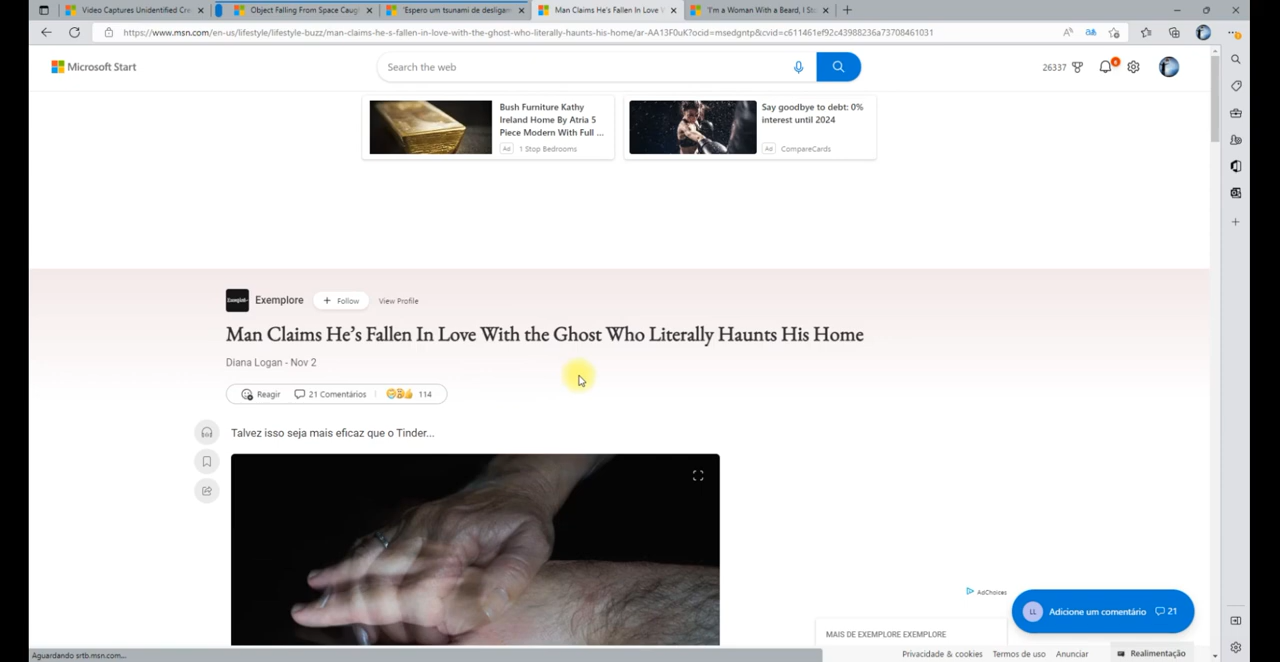 Video Captures Unidentified Cre
Object Falling From Space Caug
'Espero um tsunami de desligam
Man Claims He's Fallen In Love W
'I'm a Woman With a Beard, I Sto
https://www.msn.com/en-us/lifestyle/lifestyle-buzz/man-claims-he-s-fallen-in-love-with-the-ghost-who-literally-haunts-his-home/ar-AA13F0uK?ocid=msedgntp&cvid=c611461ef92c43988236a73708461031
Microsoft Start
Search the web
26337
6
Bush Furniture Kathy
Ireland Home By Atria 5
Piece Modern With Full ...
Ad 1 Stop Bedrooms
Say goodbye to debt: 0%
interest until 2024
Ad CompareCards
Exemplore
+ Follow
View Profile
Man Claims He's Fallen In Love With the Ghost Who Literally Haunts His Home
Diana Logan - Nov 2
Reagir
21 Comentários
114
Talvez isso seja mais eficaz que o Tinder...
AdChoices
LL Adicione um comentário 21
MAIS DE EXEMPLORE EXEMPLORE
Aguardando srtb.msn.com...
Privacidade & cookies
Termos de uso
Anunciar
Realimentação